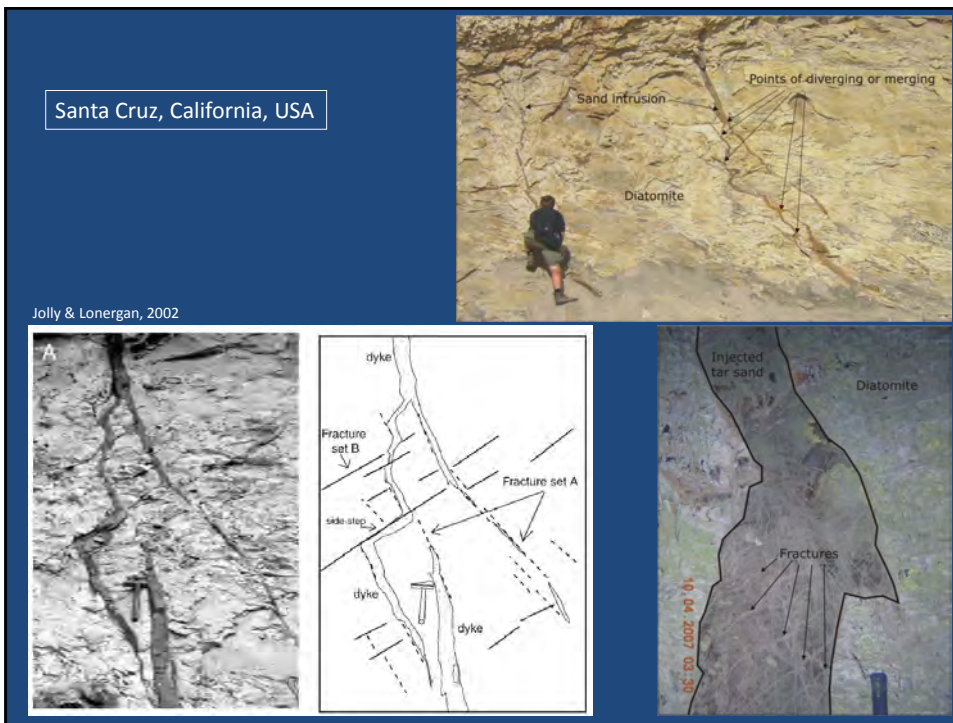 Santa Cruz, California, USA
Points of diverging or merging
Sand intrusion
Diatomite
Jolly & Lonergan, 2002
A
dyke
Fracture
set B
Fracture set A
side-step
dyke
dyke
Injected
tar sand
Diatomite
Fractures
10.04 2007 03:30